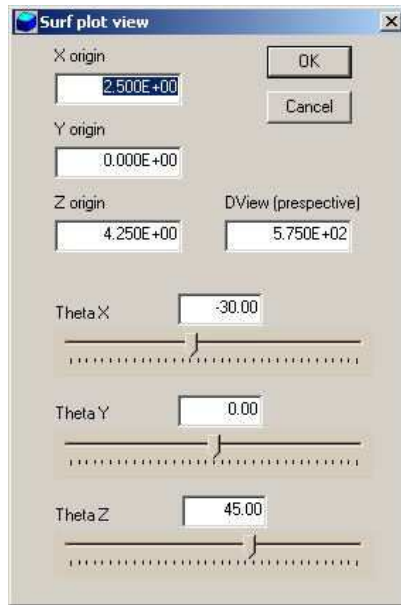 Surf plot view
X origin
2.500E+00
OK
Cancel
Y origin
0.000E+00
Z origin
4.250E+00
DView (prespective)
5.750E+02
Theta X
-30.00
Theta Y
0.00
Theta Z
45.00